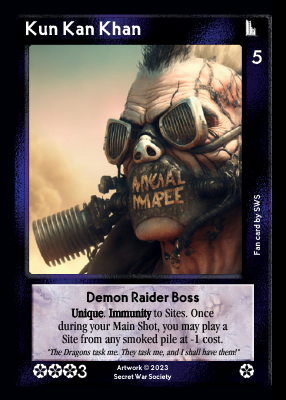 Kun Kan Khan
5
Fan card by SWS
Demon Raider Boss
Unique. Immunity to Sites. Once
during your Main Shot, you may play a
Site from any smoked pile at -1 cost.
"The Dragons task me. They task me, and I shall have them!"
3
Artwork © 2023
Secret War Society